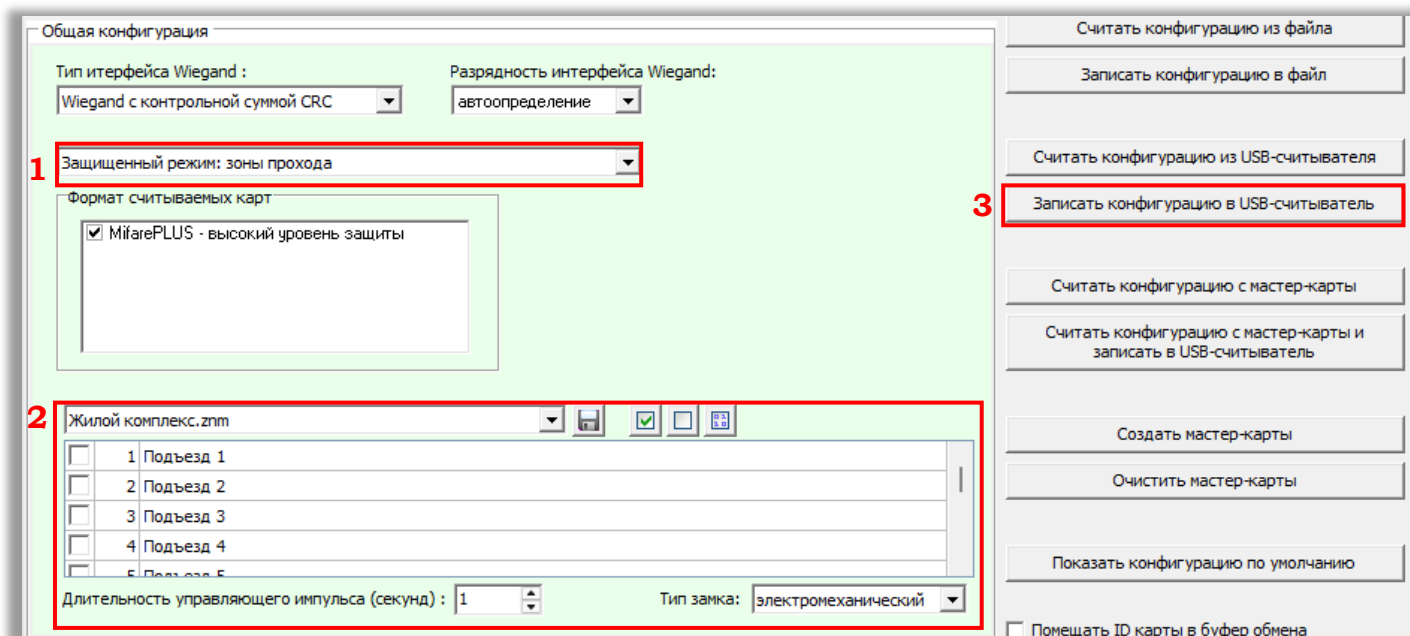 Общая конфигурация
Тип итерфейса Wiegand :
Разрядность интерфейса Wiegand:
Wiegand с контрольной суммой CRC
автоопределение
1
Защищенный режим: зоны прохода
Формат считываемых карт
MifarePLUS - высокий уровень защиты
2
Жилой комплекс.znm
1 Подъезд 1
2 Подъезд 2
3 Подъезд 3
4 Подъезд 4
5 Подъезд 5
Длительность управляющего импульса (секунд) : 1
Тип замка: электромеханический
Считать конфигурацию из файла
Записать конфигурацию в файл
Считать конфигурацию из USB-считывателя
3
Записать конфигурацию в USB-считыватель
Считать конфигурацию с мастер-карты
Считать конфигурацию с мастер-карты и
записать в USB-считыватель
Создать мастер-карты
Очистить мастер-карты
Показать конфигурацию по умолчанию
Помещать ID карты в буфер обмена